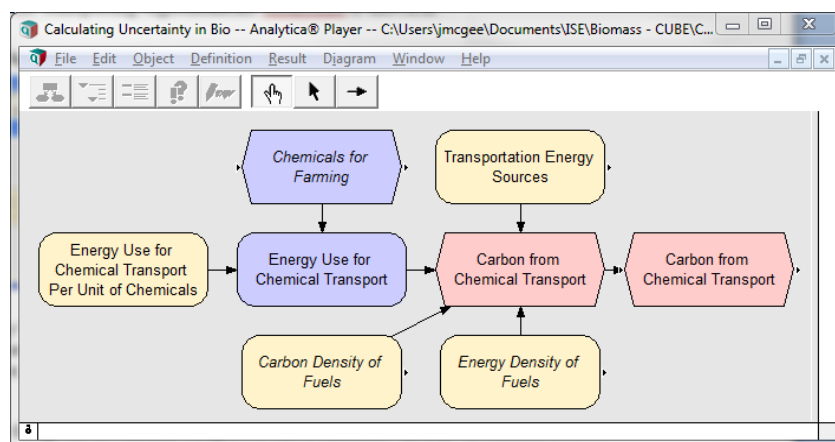 Calculating Uncertainty in Bio -- Analytica® Player -- C:\Users\jmcgee\Documents\ISE\Biomass - CUBE\C...
File Edit Object Definition Result Diagram Window Help
Chemicals for
Farming
Transportation Energy
Sources
Energy Use for
Chemical Transport
Per Unit of Chemicals
Energy Use for
Chemical Transport
Carbon from
Chemical Transport
Carbon from
Chemical Transport
Carbon Density of
Fuels
Energy Density of
Fuels